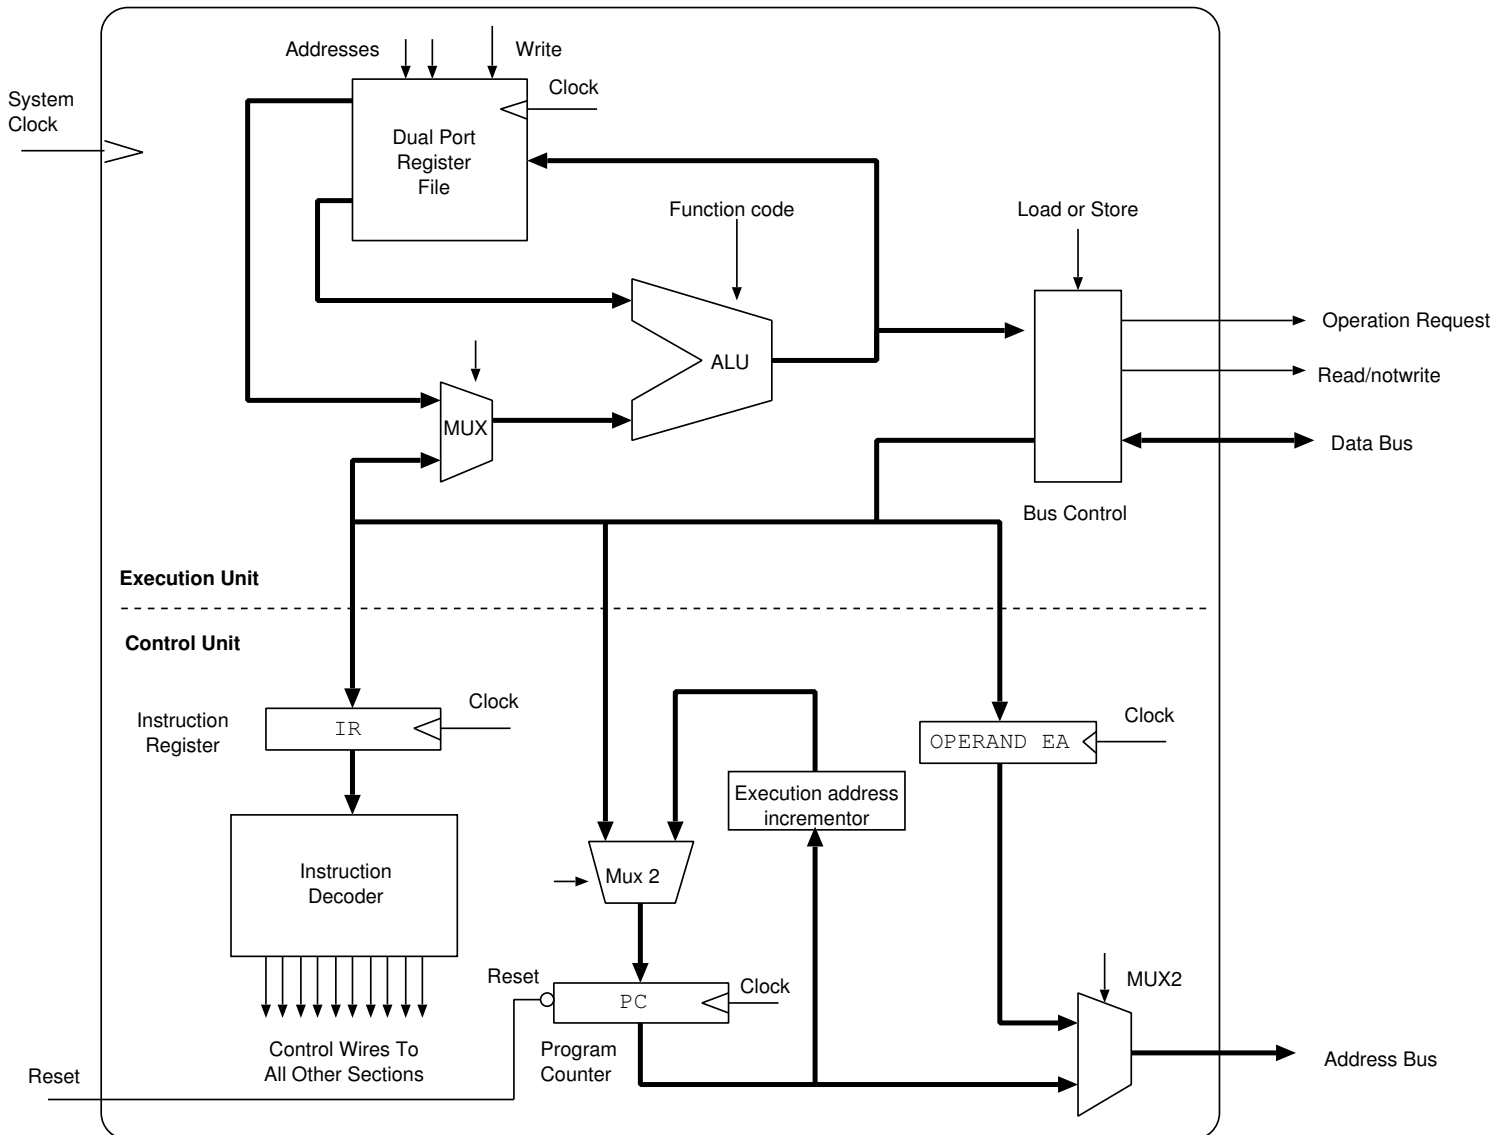 Addresses
Write
System
Clock
Clock
Dual Port
Register
File
Function code
Load or Store
Operation Request
ALU
Read/notwrite
MUX
Data Bus
Bus Control
Execution Unit
Control Unit
Instruction
Register
IR
Clock
Clock
OPERAND EA
Execution address
incrementor
Instruction
Decoder
Mux 2
Reset
PC
Clock
MUX2
Control Wires To
All Other Sections
Program
Counter
Address Bus
Reset